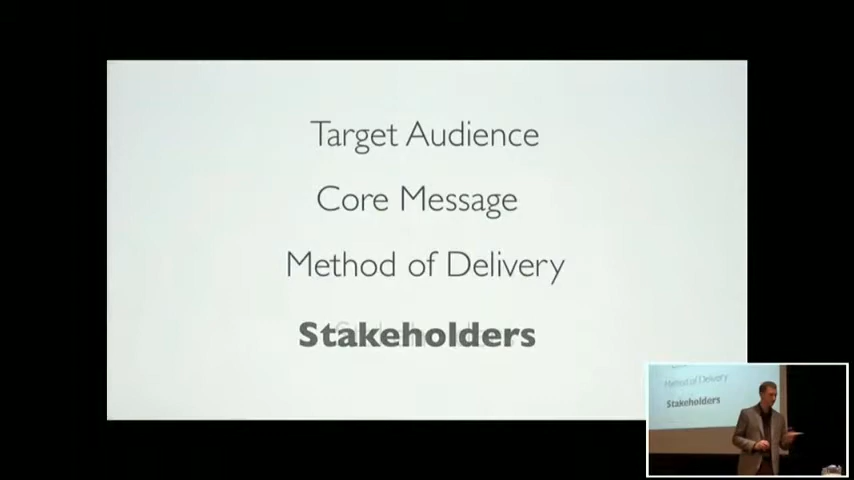 Target Audience
Core Message
Method of Delivery
Stakeholders
Method of Delivery
Stakeholders